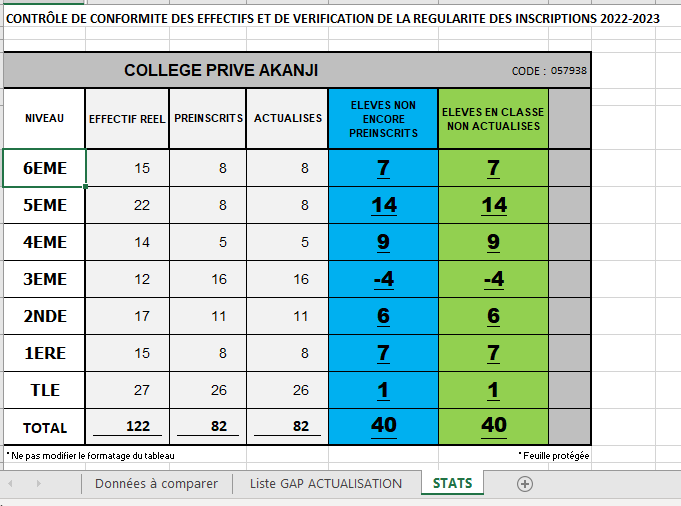 CONTRÔLE DE CONFORMITE DES EFFECTIFS ET DE VERIFICATION DE LA REGULARITE DES INSCRIPTIONS 2022-2023
COLLEGE PRIVE AKANJI CODE : 057938
NIVEAU EFFECTIF REEL PREINSCRITS ACTUALISES ELEVES NON ENCORE PREINSCRITS ELEVES EN CLASSE NON ACTUALISES
6EME 15 8 8 7 7
5EME 22 8 8 14 14
4EME 14 5 5 9 9
3EME 12 16 16 -4 -4
2NDE 17 11 11 6 6
1ERE 15 8 8 7 7
TLE 27 26 26 1 1
TOTAL 122 82 82 40 40
* Ne pas modifier le formatage du tableau * Feuille protégée
Données à comparer Liste GAP ACTUALISATION STATS